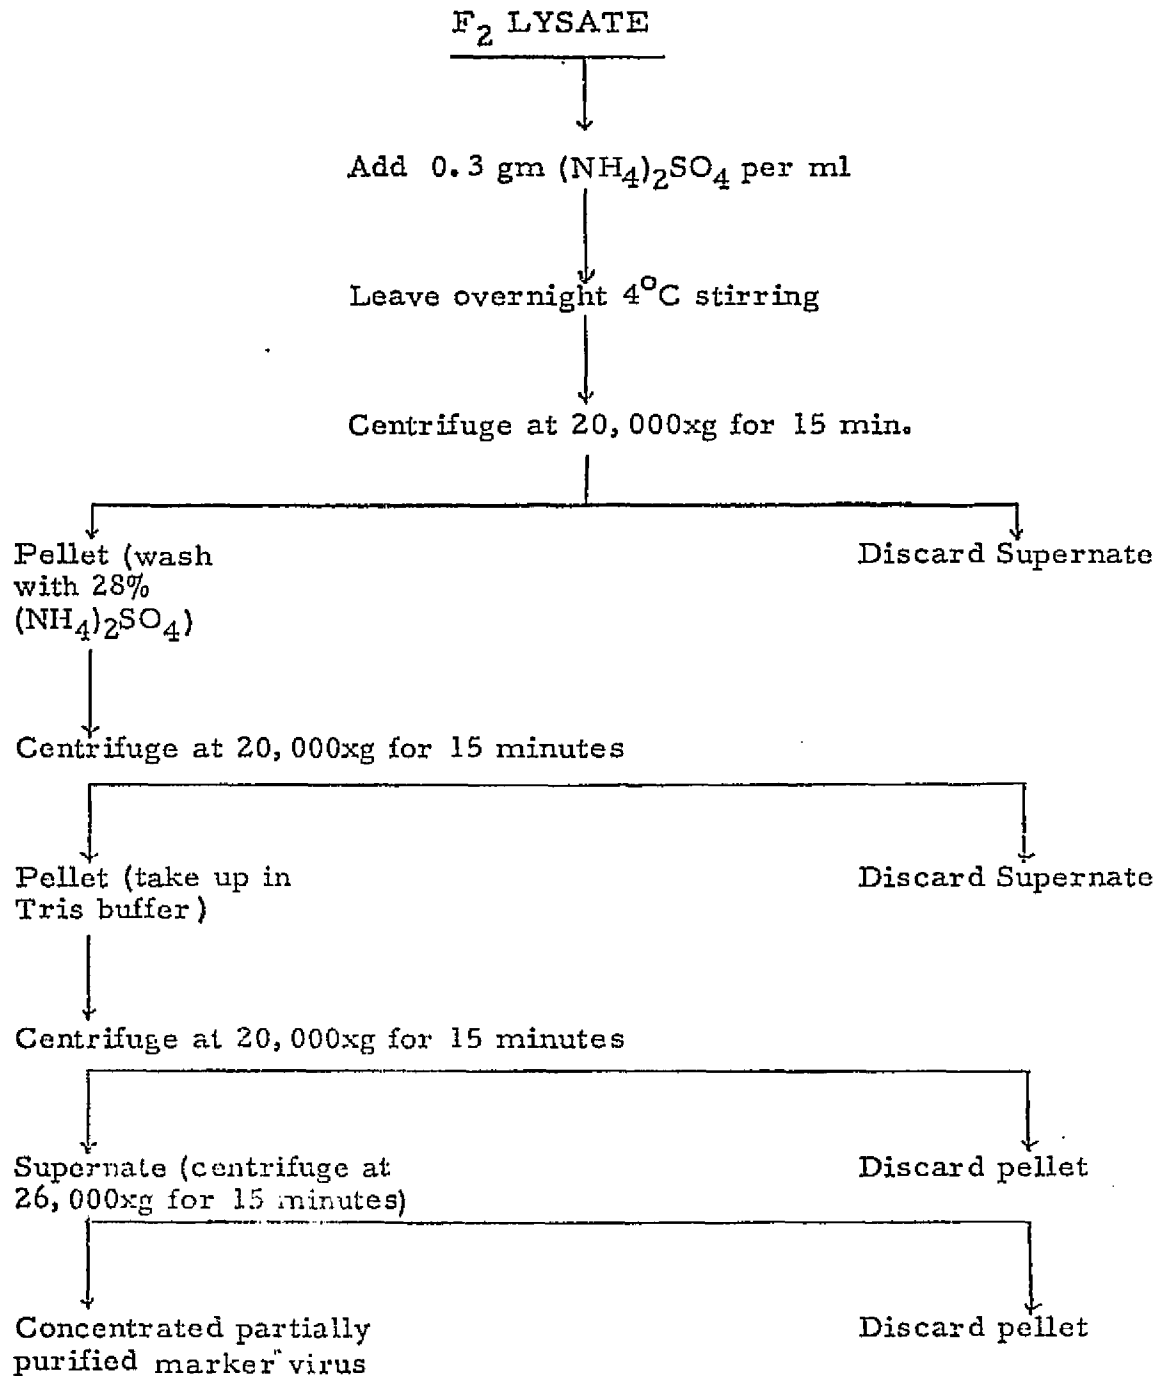 F2 LYSATE
Add 0.3 gm (NH4)2SO4 per ml
Leave overnight 4°C stirring
Centrifuge at 20,000xg for 15 min.
Pellet (wash
with 28%
(NH4)2SO4)
Discard Supernate
Centrifuge at 20,000xg for 15 minutes
Pellet (take up in
Tris buffer)
Discard Supernate
Centrifuge at 20,000xg for 15 minutes
Supernate (centrifuge at
26,000xg for 15 minutes)
Discard pellet
Concentrated partially
purified marker virus
Discard pellet